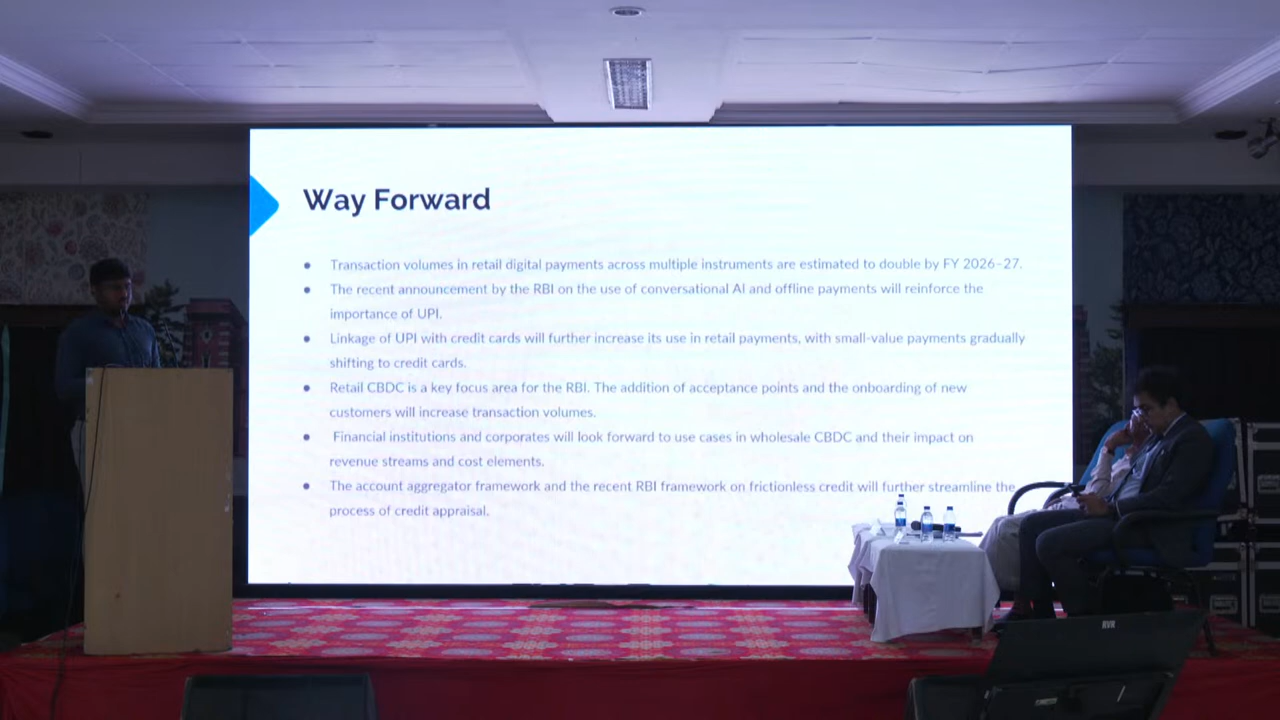 Way Forward
● Transaction volumes in retail digital payments across multiple instruments are estimated to double by FY 2026–27.
● The recent announcement by the RBI on the use of conversational AI and offline payments will reinforce the
importance of UPI.
● Linkage of UPI with credit cards will further increase its use in retail payments, with small-value payments gradually
shifting to credit cards.
● Retail CBDC is a key focus area for the RBI. The addition of acceptance points and the onboarding of new
customers will increase transaction volumes.
● Financial institutions and corporates will look forward to use cases in wholesale CBDC and their impact on
revenue streams and cost elements.
● The account aggregator framework and the recent RBI framework on frictionless credit will further streamline the
process of credit appraisal.
RVR